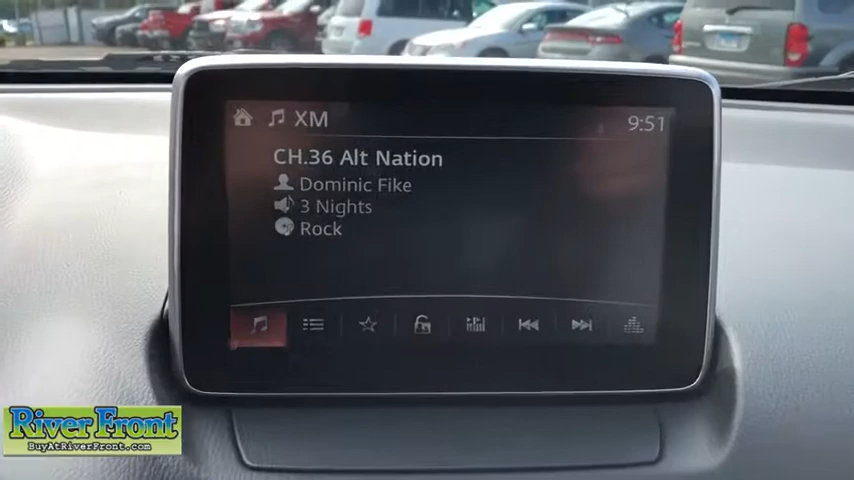 XM
9:51
CH.36 Alt Nation
Dominic Fike
3 Nights
Rock
River Front
BuyAtRiverFront.com